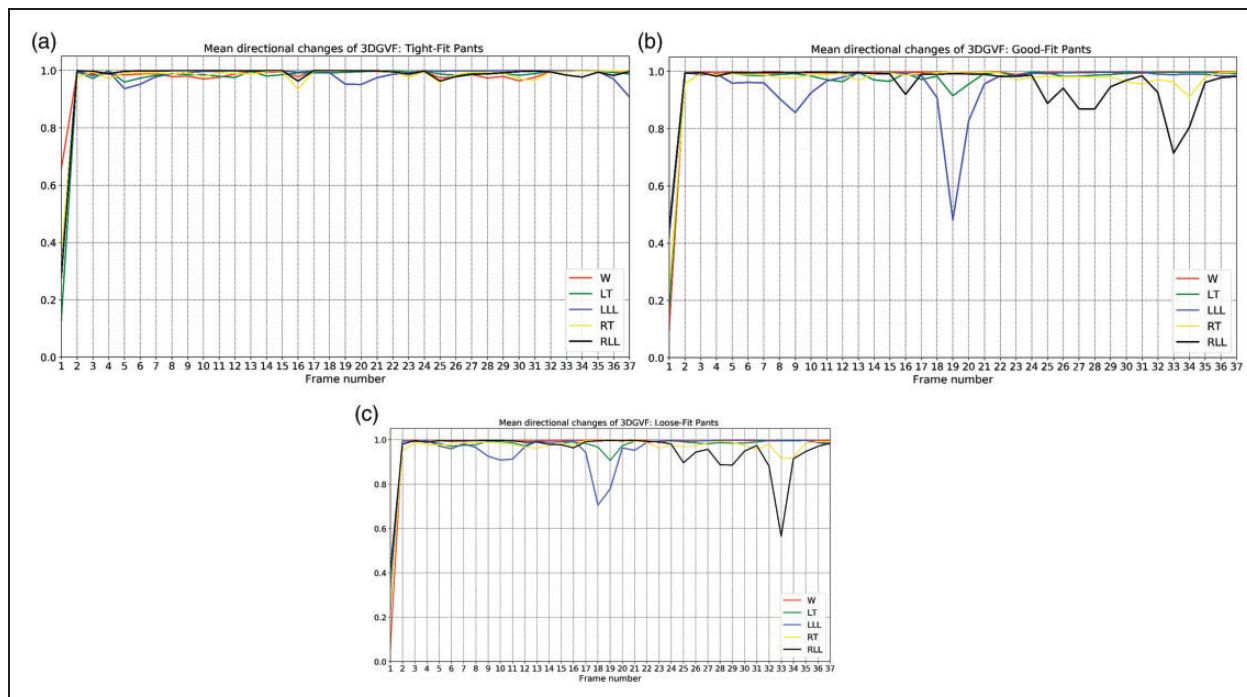 (a)
Mean directional changes of 3DGVF: Tight-Fit Pants
1.0
0.8
0.6
0.4
0.2
0.0
W
LT
LLL
RT
RLL
1 2 3 4 5 6 7 8 9 10 11 12 13 14 15 16 17 18 19 20 21 22 23 24 25 26 27 28 29 30 31 32 33 34 35 36 37
Frame number
(b)
Mean directional changes of 3DGVF: Good-Fit Pants
1.0
0.8
0.6
0.4
0.2
0.0
W
LT
LLL
RT
RLL
1 2 3 4 5 6 7 8 9 10 11 12 13 14 15 16 17 18 19 20 21 22 23 24 25 26 27 28 29 30 31 32 33 34 35 36 37
Frame number
(c)
Mean directional changes of 3DGVF: Loose-Fit Pants
1.0
0.8
0.6
0.4
0.2
0.0
W
LT
LLL
RT
RLL
1 2 3 4 5 6 7 8 9 10 11 12 13 14 15 16 17 18 19 20 21 22 23 24 25 26 27 28 29 30 31 32 33 34 35 36 37
Frame number